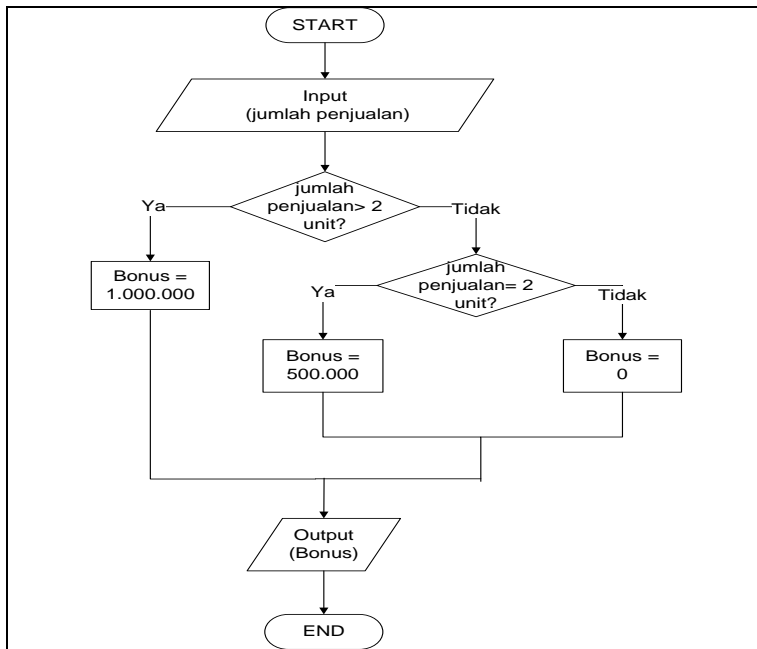 START
Input
(jumlah penjualan)
jumlah
penjualan> 2
unit?
Ya
Tidak
Bonus =
1.000.000
jumlah
penjualan= 2
unit?
Ya
Tidak
Bonus =
500.000
Bonus =
0
Output
(Bonus)
END